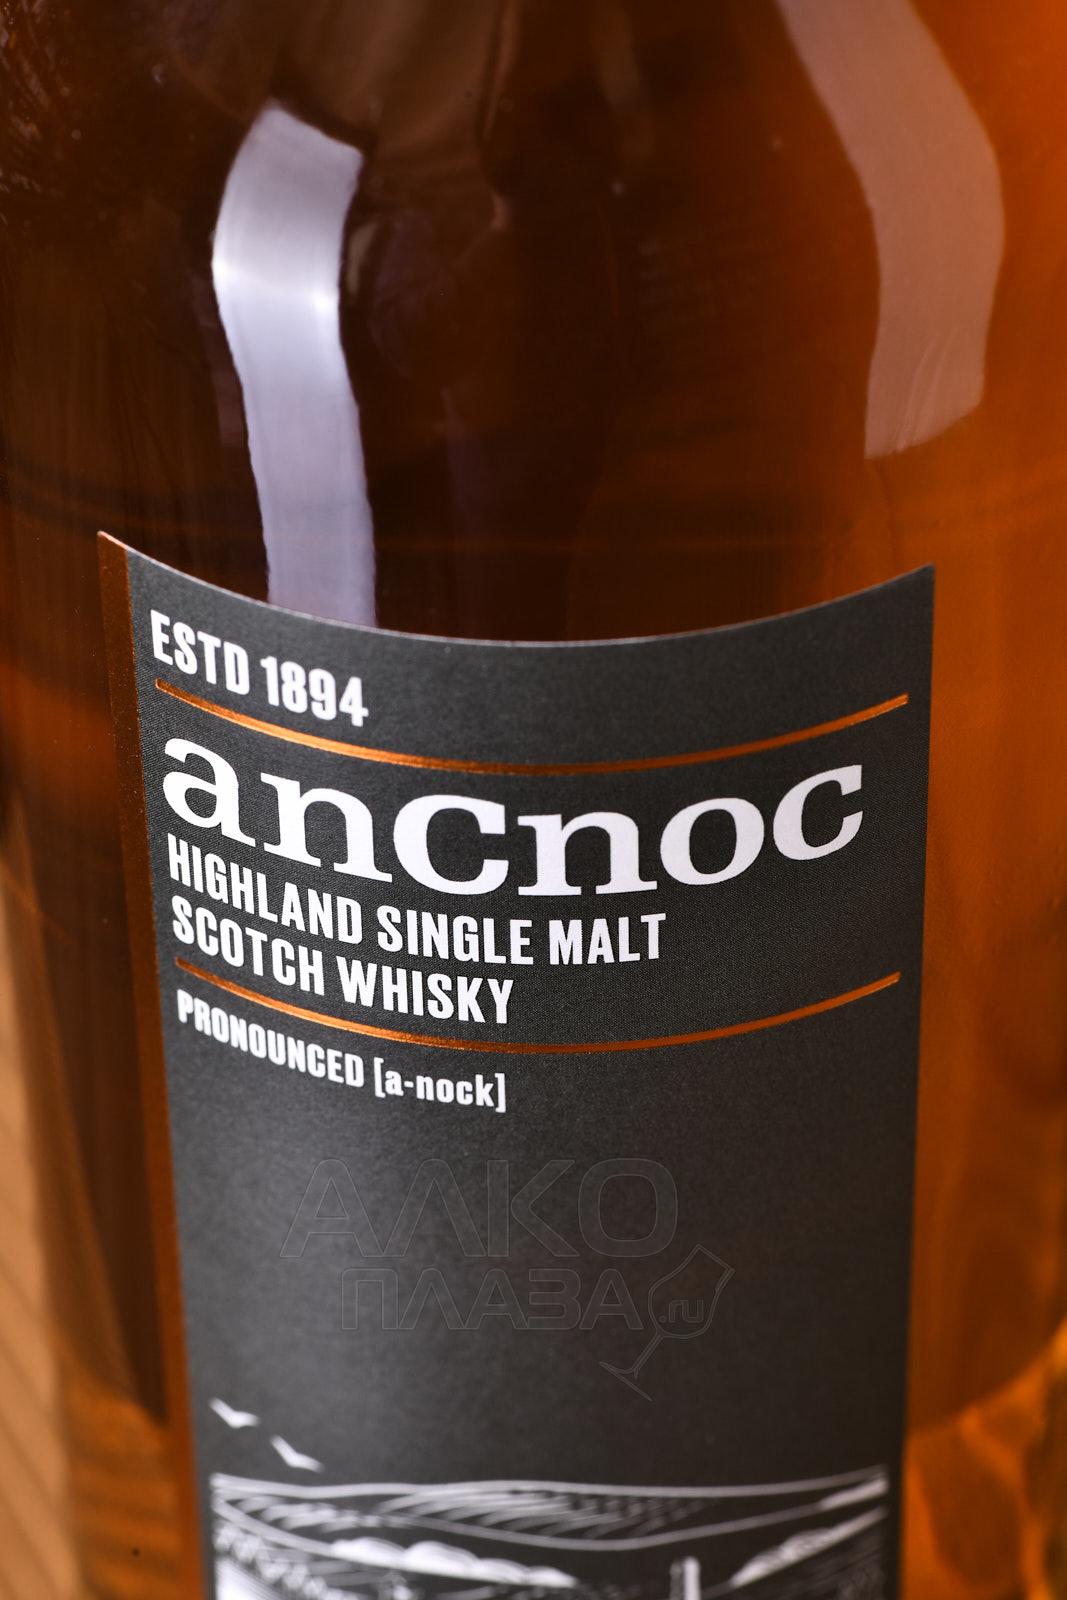 ESTD 1894
ancnoc
HIGHLAND SINGLE MALT
SCOTCH WHISKY
PRONOUNCED [a-nock]
АЛКО
ПЛАЗА.ru